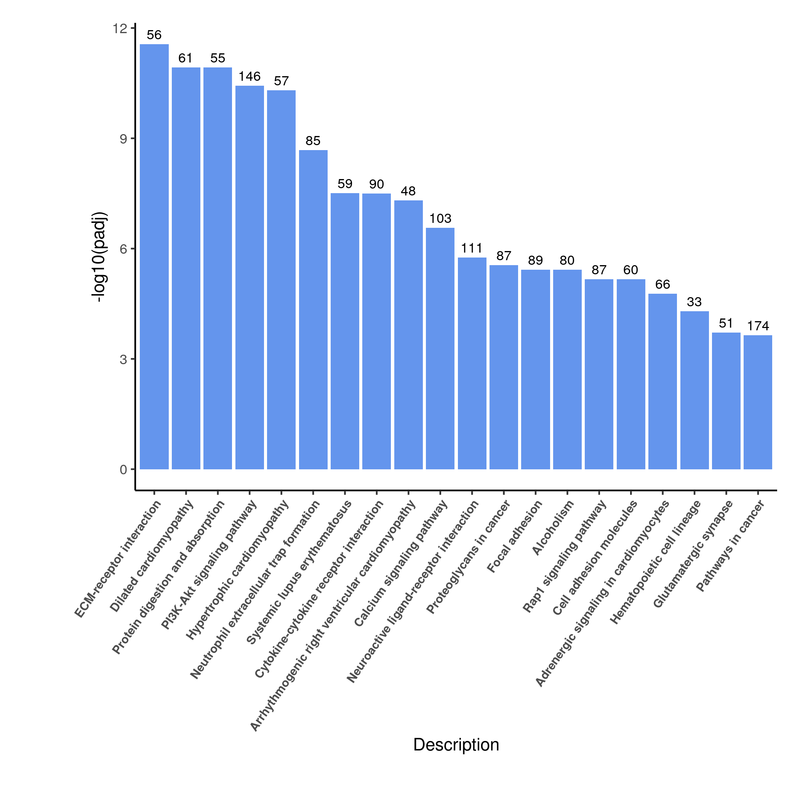 12
9
6
3
0
-log10(padj)
56
61
55
146
57
85
59
90
48
103
111
87
89
80
87
60
66
33
51
174
ECM-receptor interaction
Dilated cardiomyopathy
Protein digestion and absorption
PI3K-Akt signaling pathway
Hypertrophic cardiomyopathy
Neutrophil extracellular trap formation
Systemic lupus erythematosus
Cytokine-cytokine receptor interaction
Arrhythmogenic right ventricular cardiomyopathy
Calcium signaling pathway
Neuroactive ligand-receptor interaction
Proteoglycans in cancer
Focal adhesion
Alcoholism
Rap1 signaling pathway
Cell adhesion molecules
Adrenergic signaling in cardiomyocytes
Hematopoietic cell lineage
Glutamatergic synapse
Pathways in cancer
Description